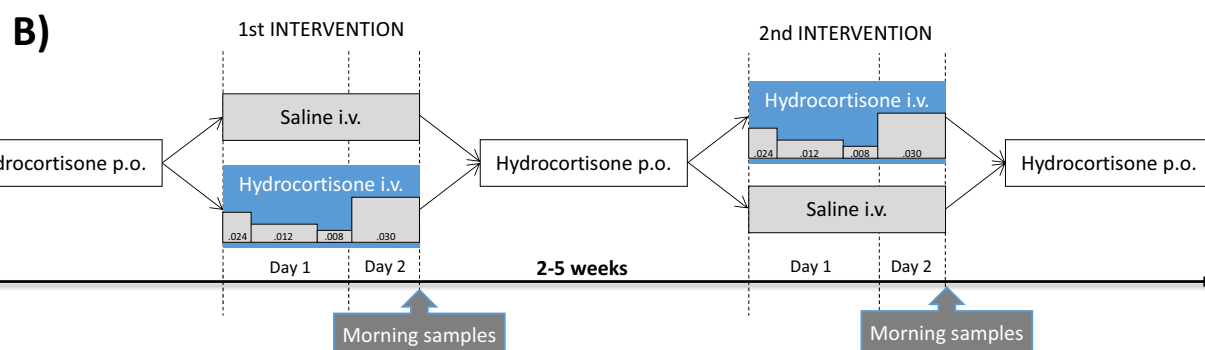 B)
1st INTERVENTION
2nd INTERVENTION
Saline i.v.
Hydrocortisone i.v.
.024 .012 .008 .030
drocortisone p.o.
Hydrocortisone p.o.
Hydrocortisone p.o.
Hydrocortisone i.v.
.024 .012 .008 .030
Saline i.v.
Day 1 Day 2 2-5 weeks Day 1 Day 2
Morning samples
Morning samples